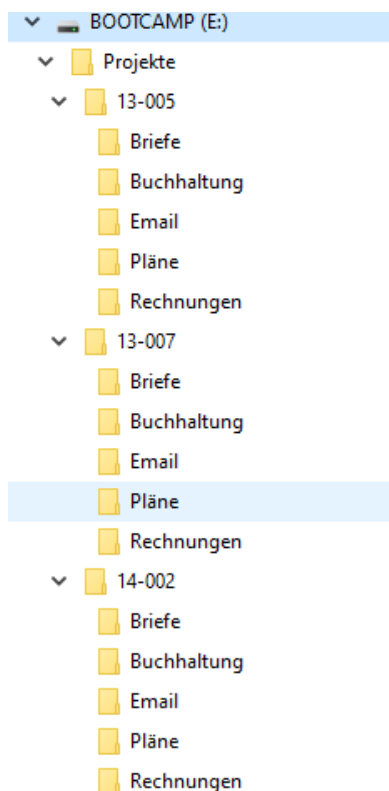 BOOTCAMP (E:)
Projekte
13-005
Briefe
Buchhaltung
Email
Pläne
Rechnungen
13-007
Briefe
Buchhaltung
Email
Pläne
Rechnungen
14-002
Briefe
Buchhaltung
Email
Pläne
Rechnungen